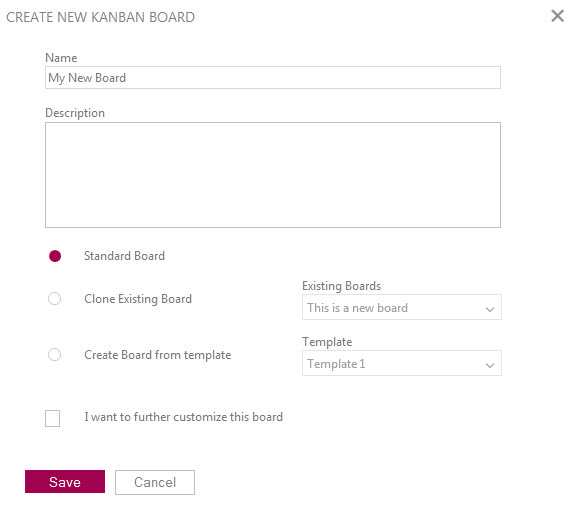 CREATE NEW KANBAN BOARD
Name
My New Board
Description
Standard Board
Clone Existing Board
Existing Boards
This is a new board
Create Board from template
Template
Template 1
I want to further customize this board
Save
Cancel